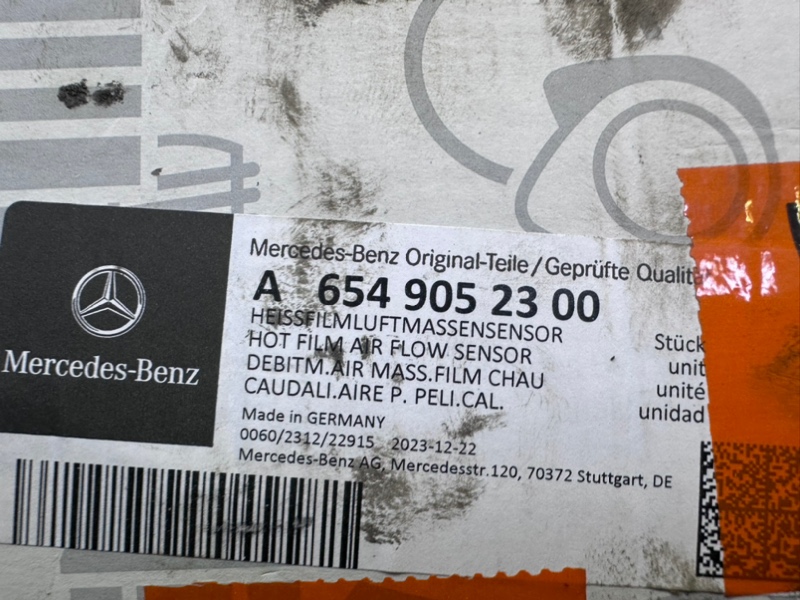 Mercedes-Benz
Mercedes-Benz Original-Teile / Geprüfte
A 654 905 23 00
HEISSFILMLUFTMASSENSENSOR
HOT FILM AIR FLOW SENSOR
DEBITM.AIR MASS.FILM CHAU
CAUDALI.AIRE P. PELI.CAL.
Stück
unit
unité
unidad
Made in GERMANY
0060/2312/22915 2023-12-22
Mercedes-Benz AG, Mercedesstr.120, 70372 Stuttgart, DE